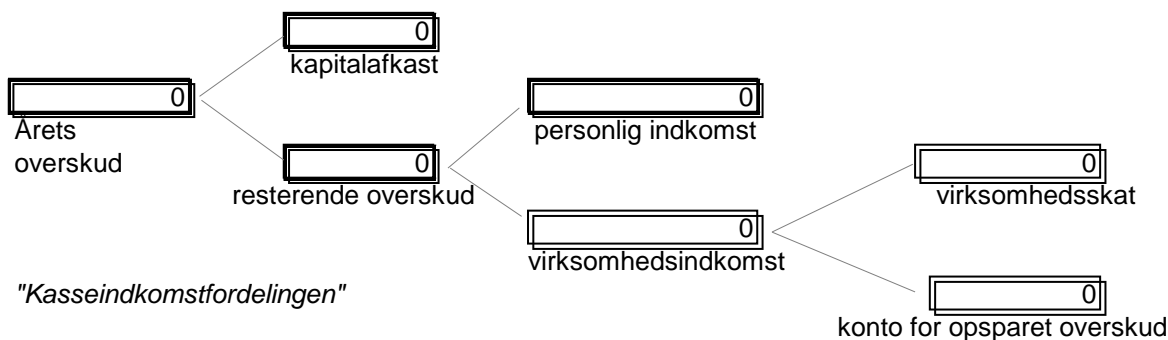 0
kapitalafkast
0
Årets
overskud
0
personlig indkomst
0
resterende overskud
0
virksomhedsskat
0
virksomhedsindkomst
"Kasseindkomstfordelingen"
0
konto for opsparet overskud